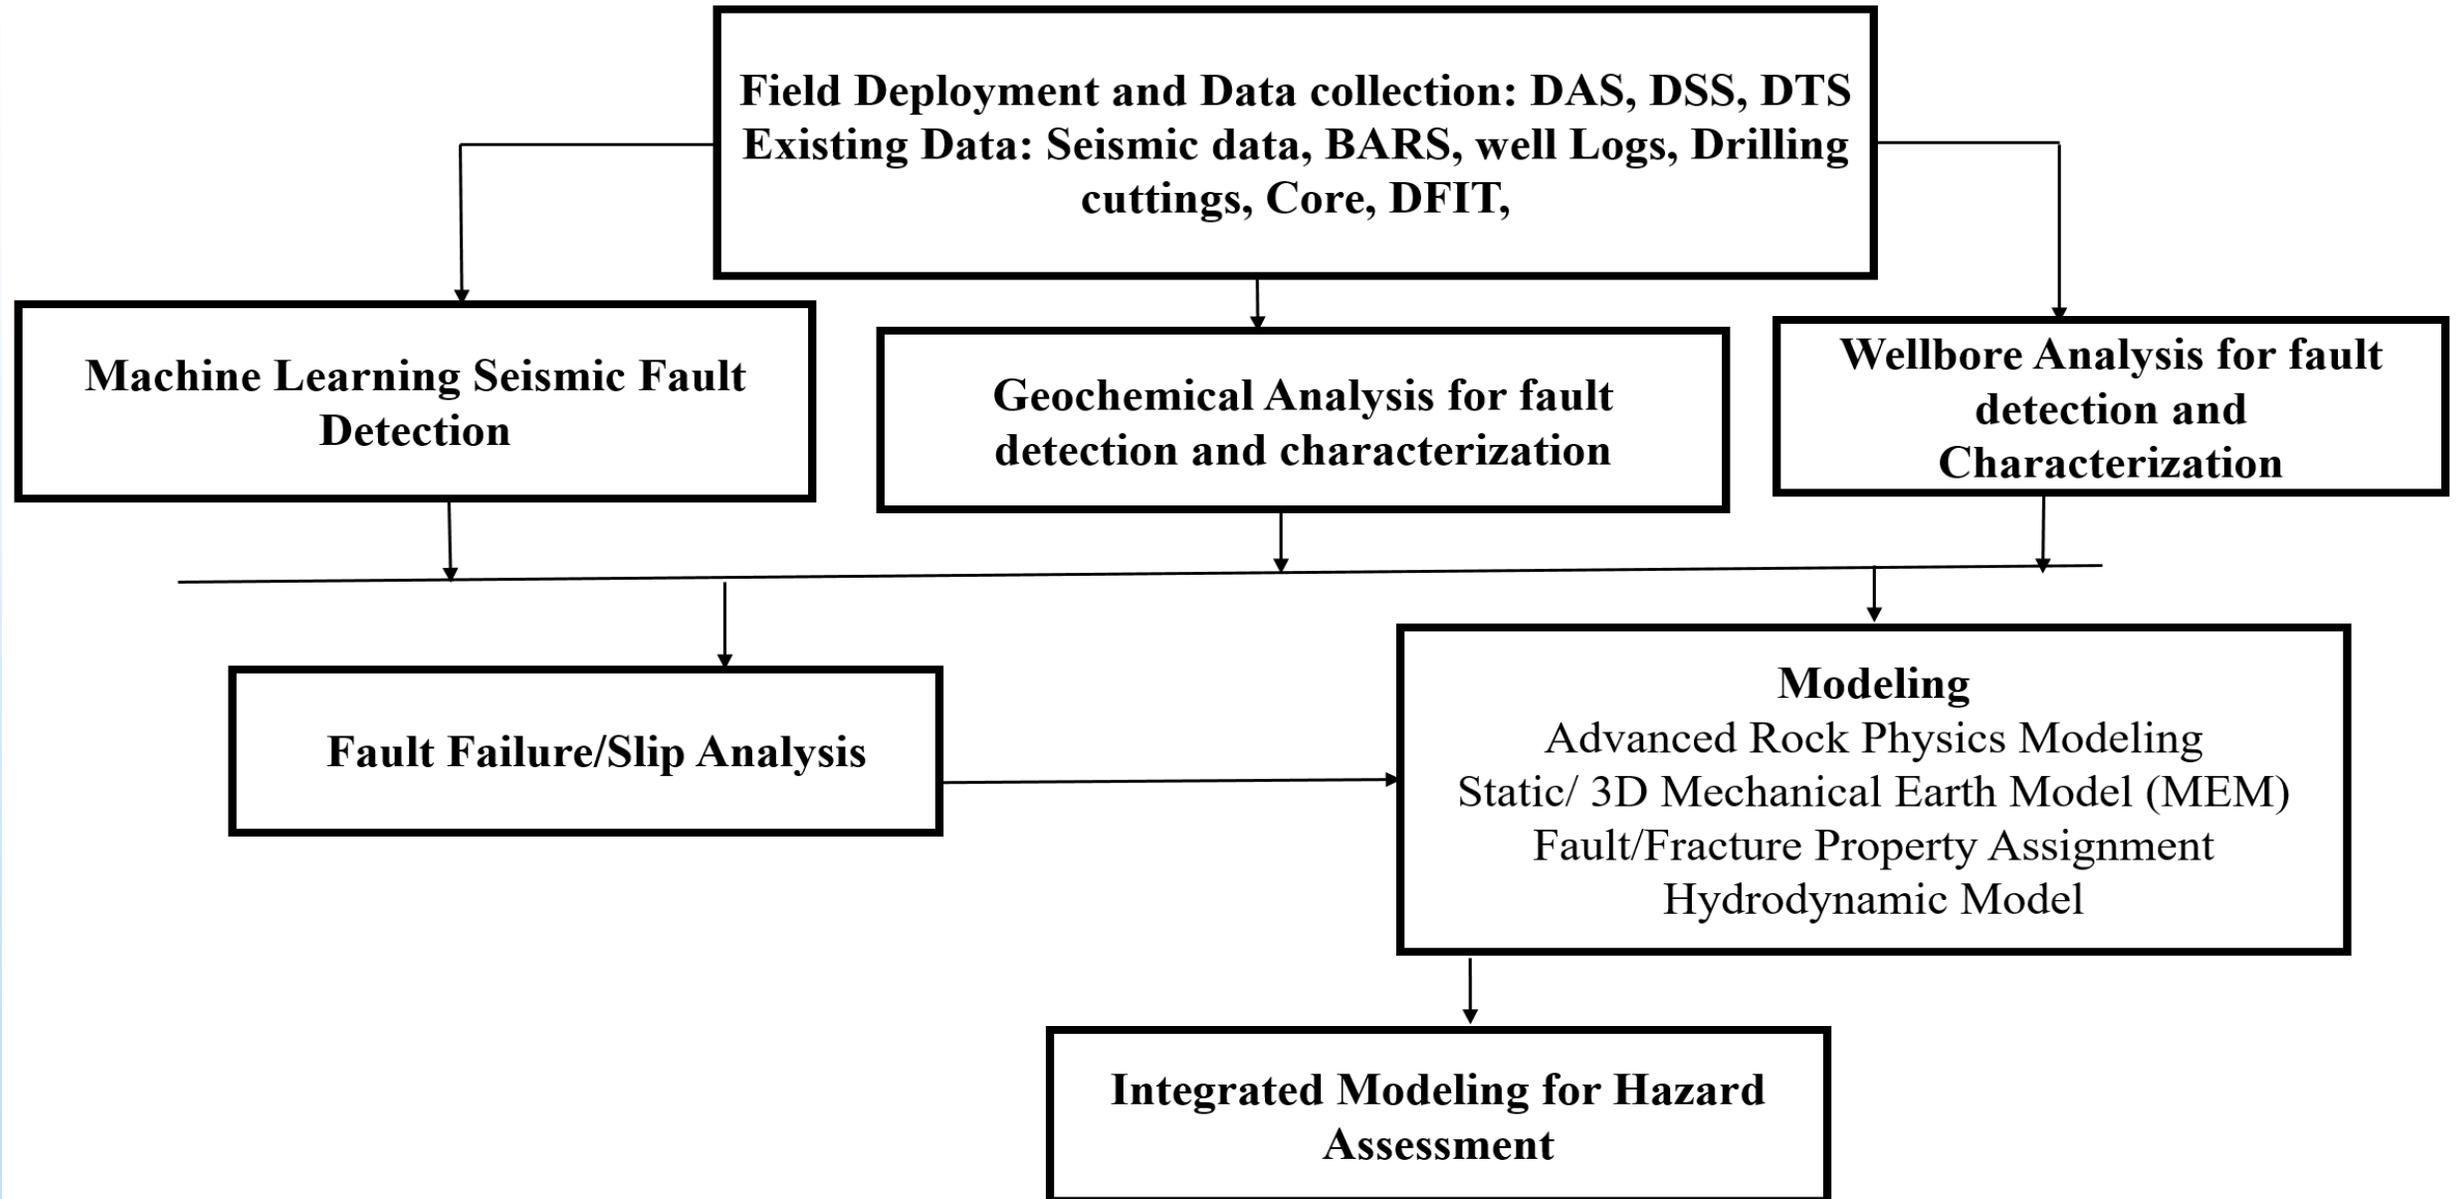 Field Deployment and Data collection: DAS, DSS, DTS
Existing Data: Seismic data, BARS, well Logs, Drilling
cuttings, Core, DFIT,
Machine Learning Seismic Fault
Detection
Geochemical Analysis for fault
detection and characterization
Wellbore Analysis for fault
detection and
Characterization
Fault Failure/Slip Analysis
Modeling
Advanced Rock Physics Modeling
Static/ 3D Mechanical Earth Model (MEM)
Fault/Fracture Property Assignment
Hydrodynamic Model
Integrated Modeling for Hazard
Assessment